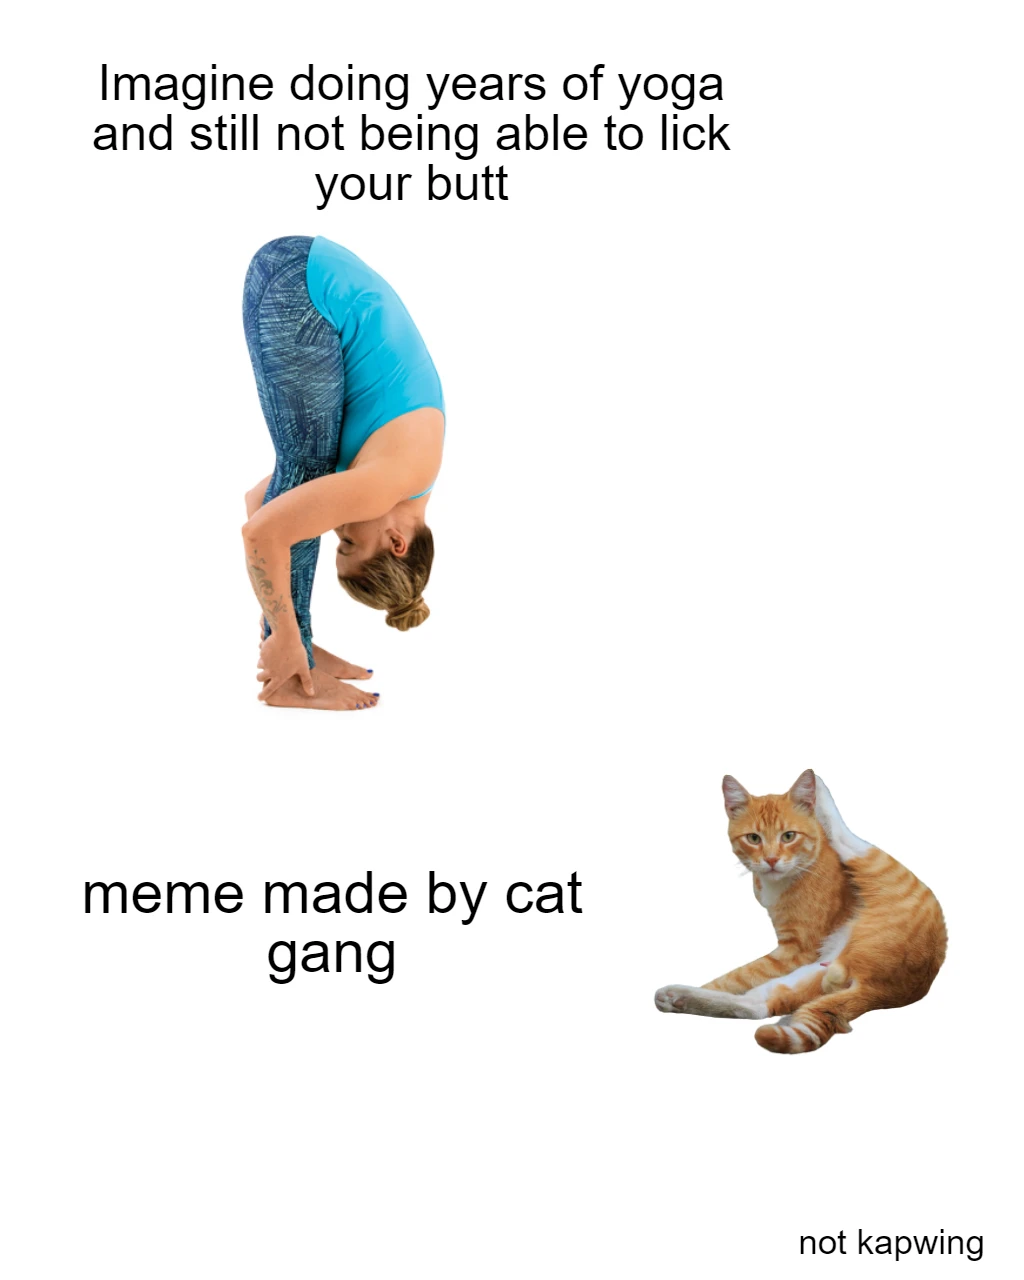 Imagine doing years of yoga
and still not being able to lick
your butt
meme made by cat
gang
not kapwing